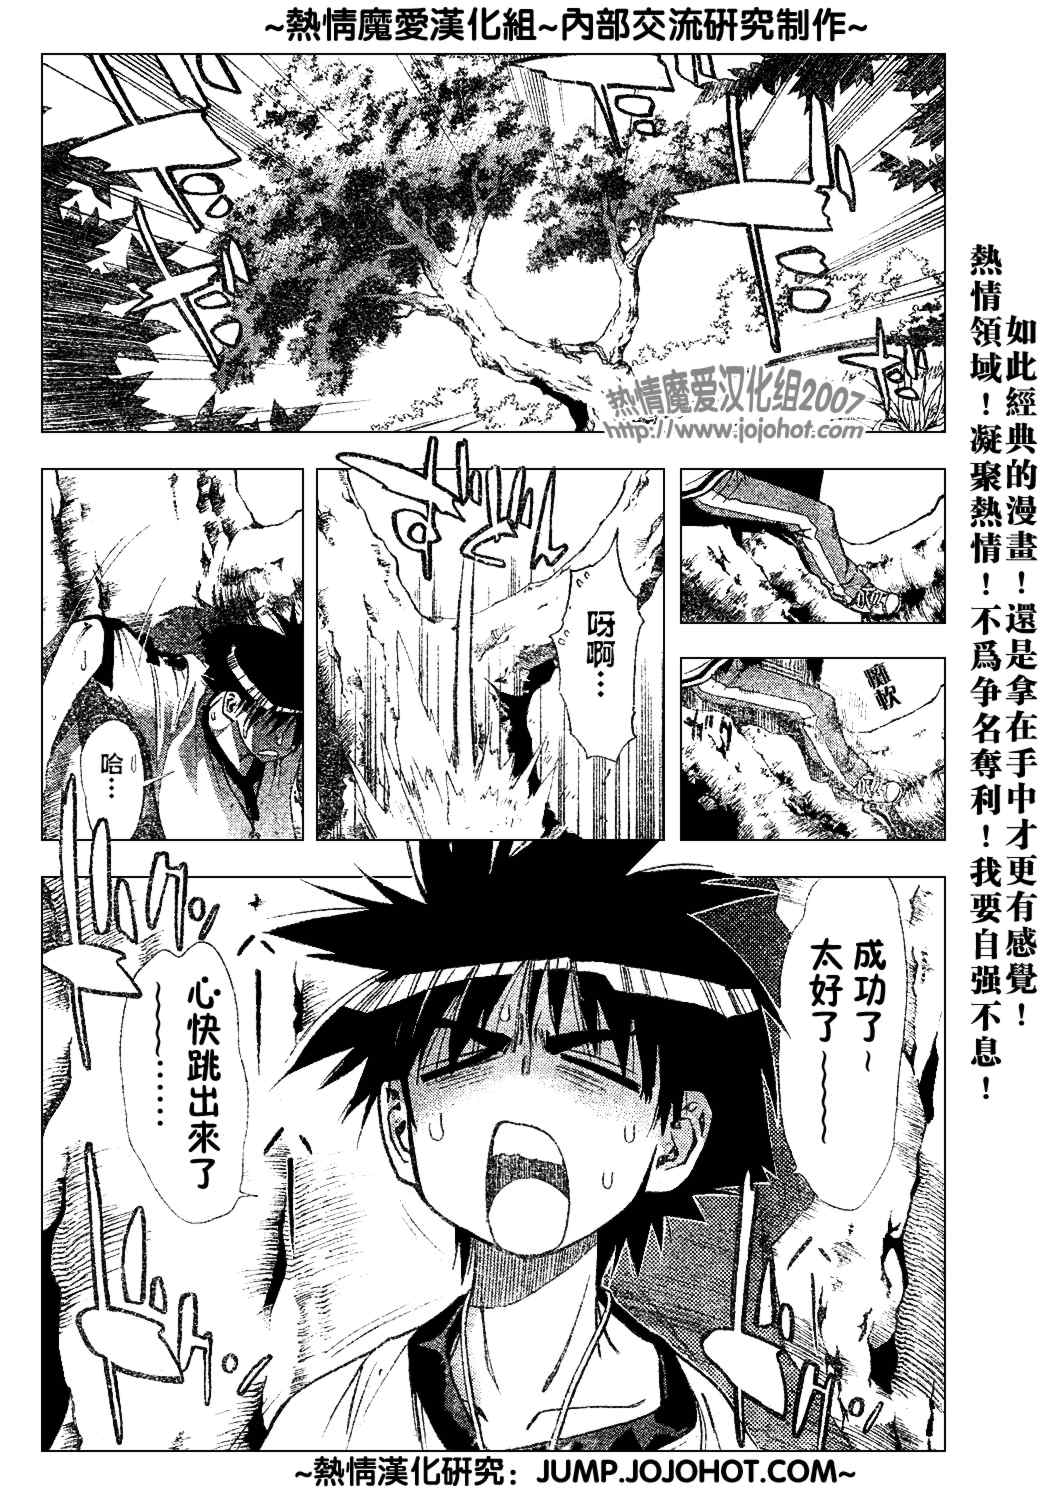 ~熱情魔愛漢化組~內部交流研究制作~
如此經典的漫畫！還是拿在手中才更有感覺！
熱情領域！凝聚熱情！不爲争名奪利！我要自强不息！
热情魔爱汉化组2007
http://www.jojohot.com
癱軟
呀啊…
哈…
成功了~
太好了~~~
心快跳出來了
~~~……
~熱情漢化研究：JUMP.JOJOHOT.COM~